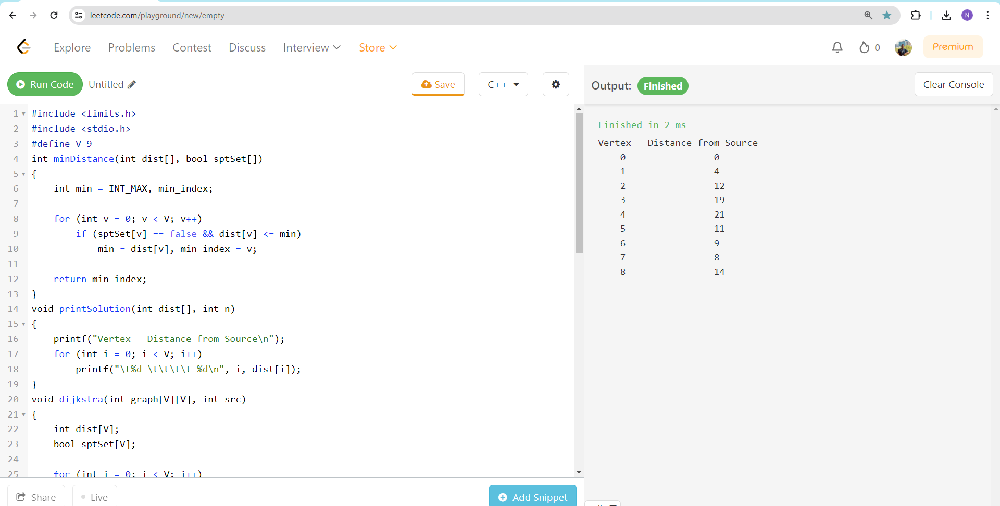 leetcode.com/playground/new/empty
N
Explore Problems Contest Discuss Interview Store 0 Premium
Run Code Untitled Save C++
Output: Finished Clear Console
1 #include <limits.h>
2 #include <stdio.h>
3 #define V 9
4 int minDistance(int dist[], bool sptSet[])
5 {
6     int min = INT_MAX, min_index;
7
8     for (int v = 0; v < V; v++)
9         if (sptSet[v] == false && dist[v] <= min)
10             min = dist[v], min_index = v;
11
12     return min_index;
13 }
14 void printSolution(int dist[], int n)
15 {
16     printf("Vertex   Distance from Source\n");
17     for (int i = 0; i < V; i++)
18         printf("\t%d \t\t\t\t %d\n", i, dist[i]);
19 }
20 void dijkstra(int graph[V][V], int src)
21 {
22     int dist[V];
23     bool sptSet[V];
24
25     for (int i = 0; i < V; i++)
Share Live Add Snippet
Finished in 2 ms
Vertex   Distance from Source
0 0
1 4
2 12
3 19
4 21
5 11
6 9
7 8
8 14